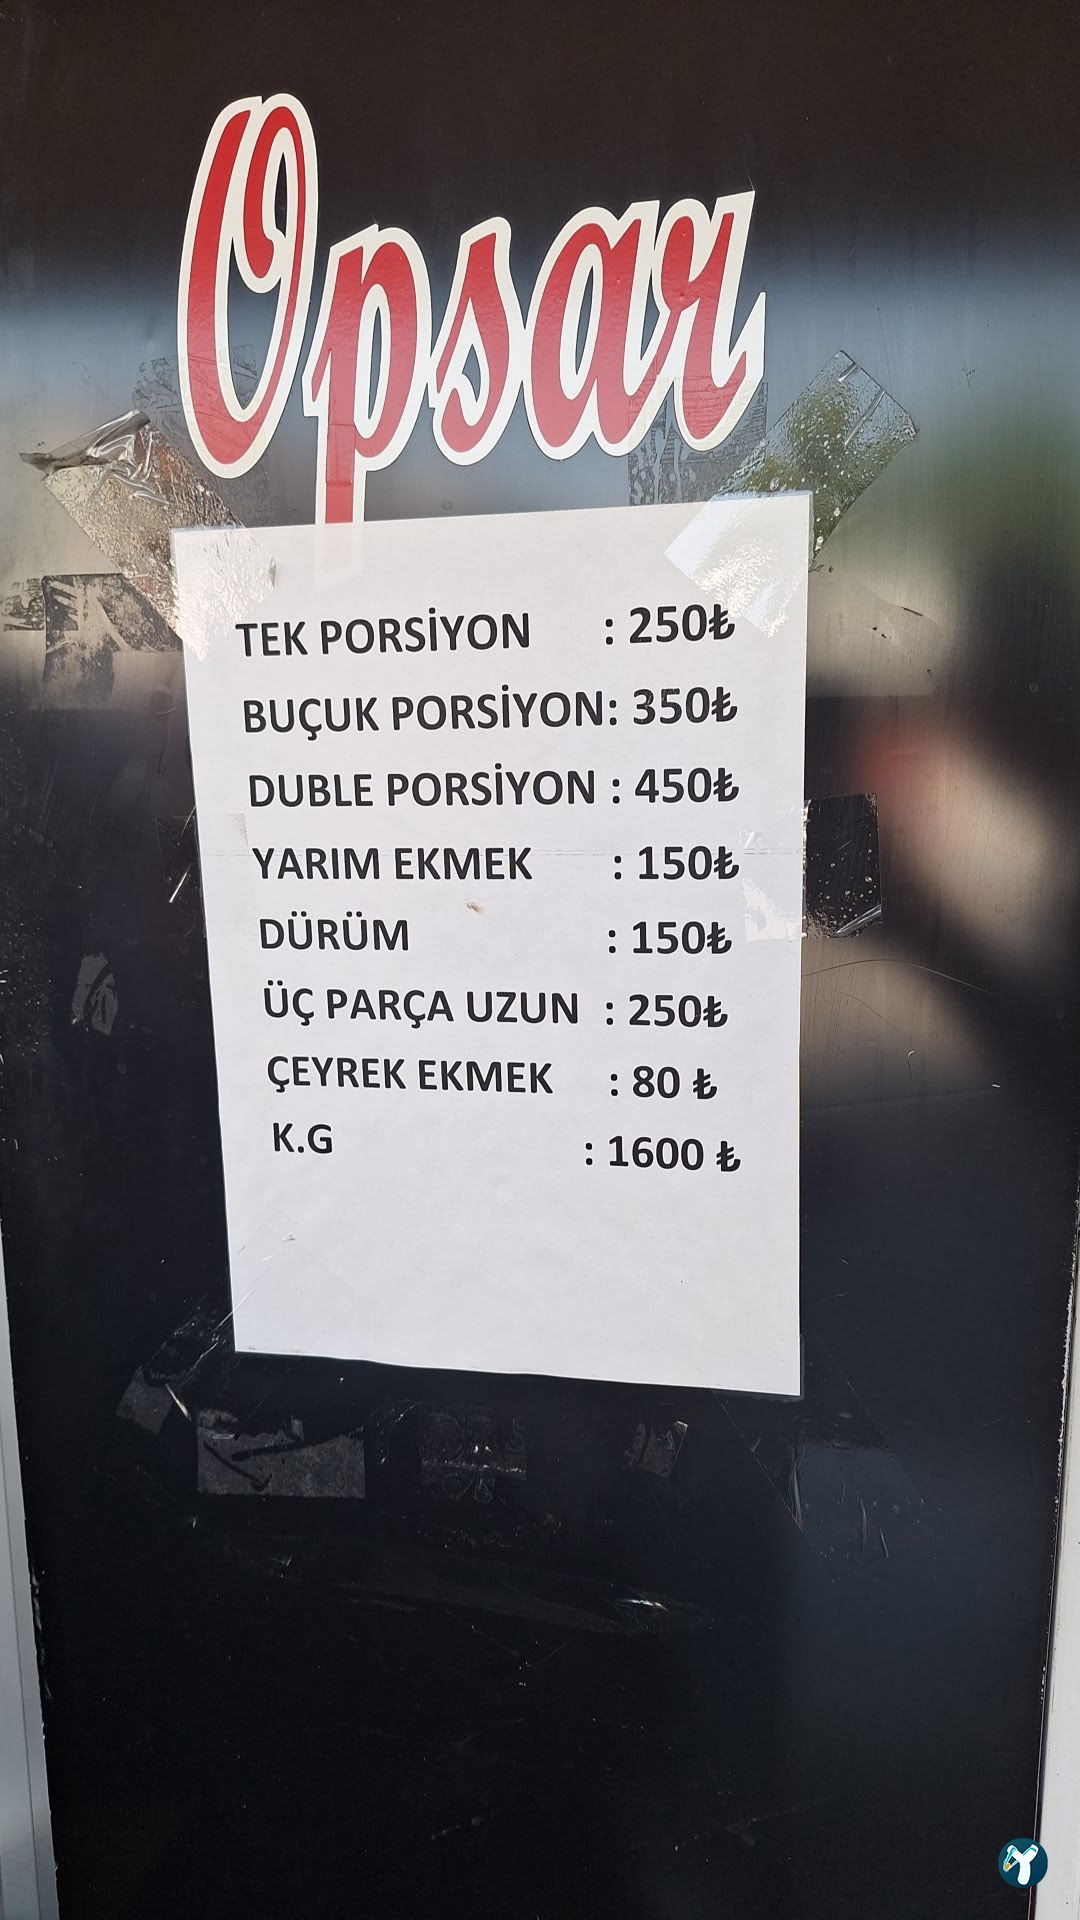 Opsar
TEK PORSİYON : 250₺
BUÇUK PORSİYON: 350₺
DUBLE PORSİYON : 450₺
YARIM EKMEK : 150₺
DÜRÜM : 150₺
ÜÇ PARÇA UZUN : 250₺
ÇEYREK EKMEK : 80 ₺
K.G : 1600 ₺